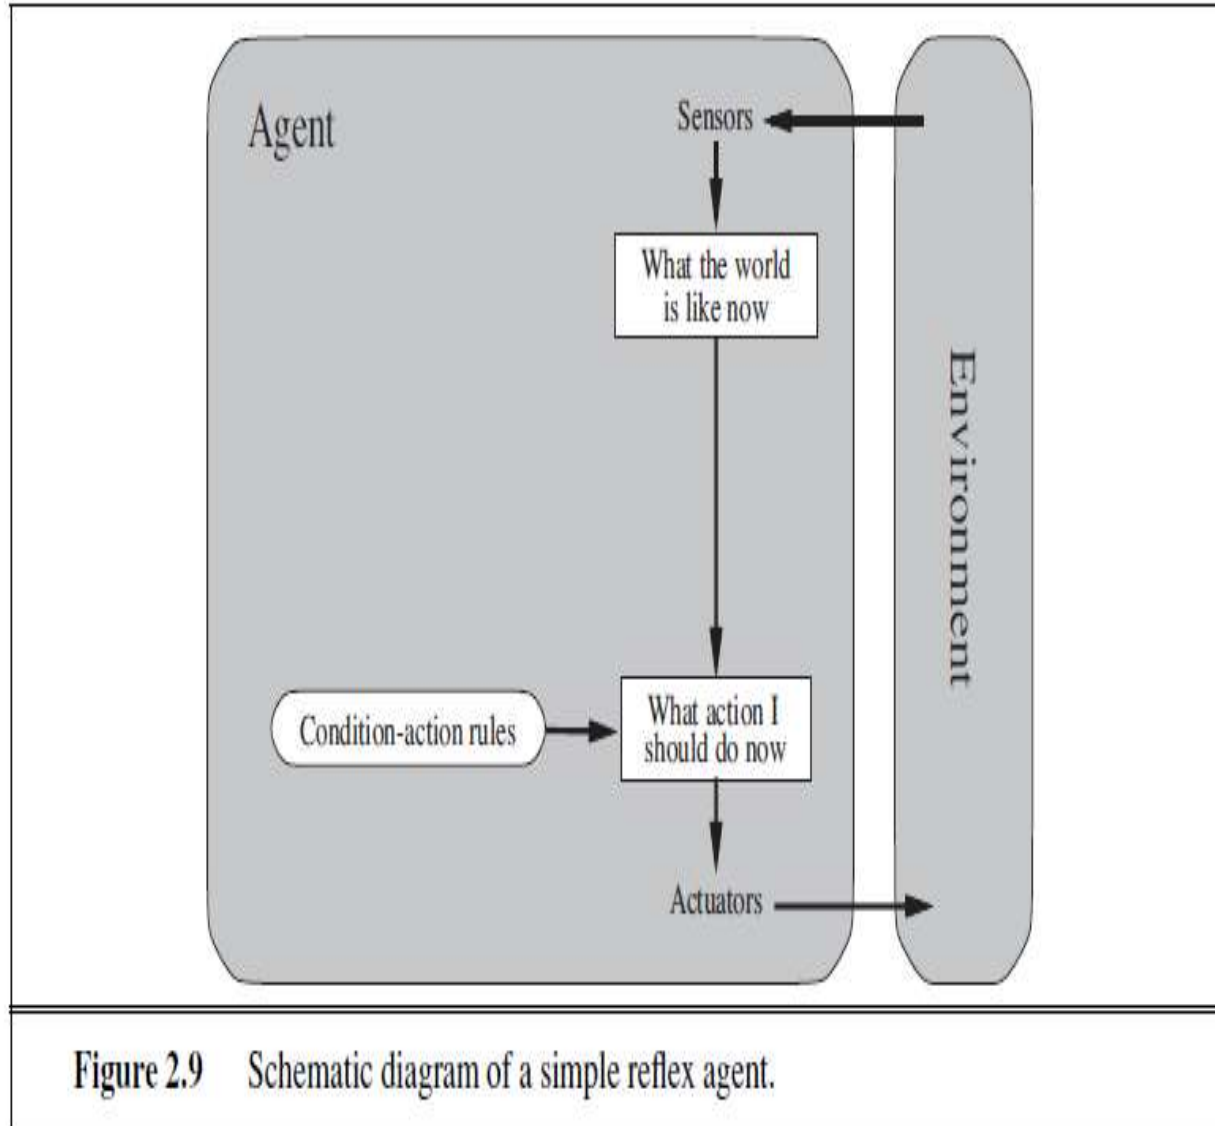 Agent
Sensors
What the world
is like now
Environment
Condition-action rules
What action I
should do now
Actuators
Figure 2.9 Schematic diagram of a simple reflex agent.